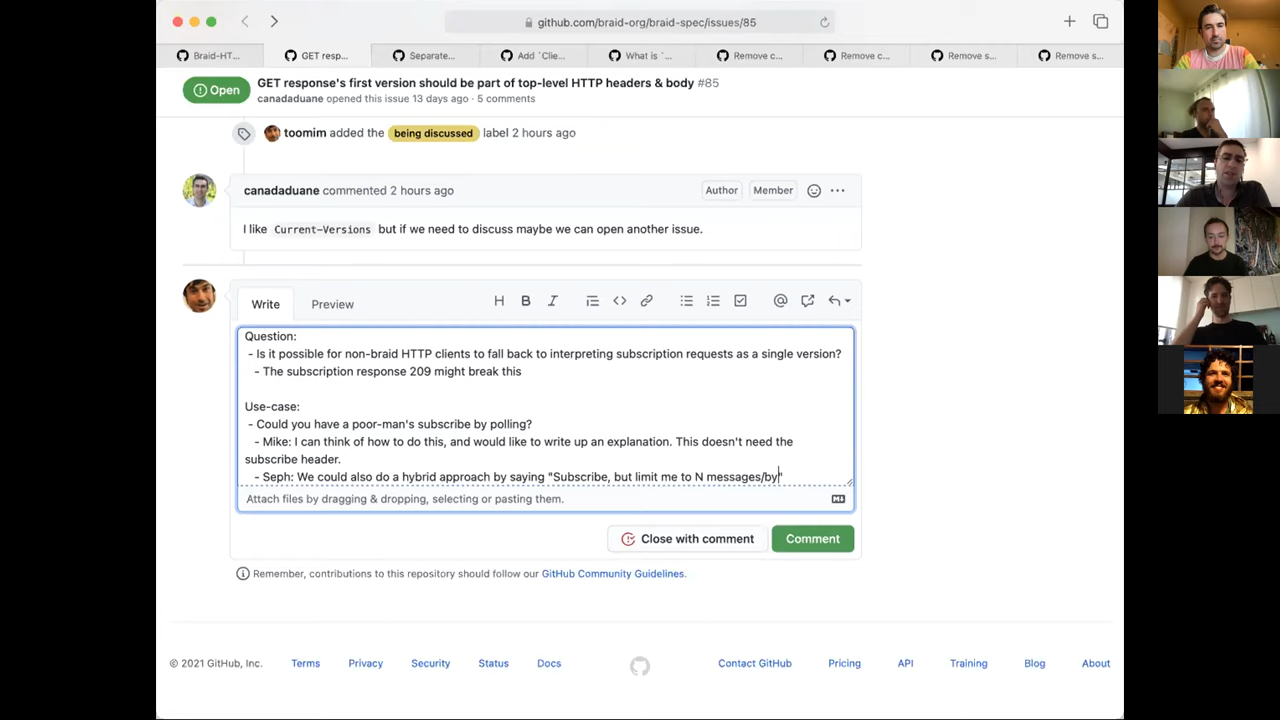 github.com/braid-org/braid-spec/issues/85
Braid-HT...
GET resp...
Separate...
Add `Clie...
What is `...
Remove c...
Remove c...
Remove s...
Remove s...
Open
GET response's first version should be part of top-level HTTP headers & body #85
canadaduane opened this issue 13 days ago · 5 comments
toomim added the being discussed label 2 hours ago
canadaduane commented 2 hours ago
Author
Member
I like Current-Versions but if we need to discuss maybe we can open another issue.
Write
Preview
Question:
- Is it possible for non-braid HTTP clients to fall back to interpreting subscription requests as a single version?
- The subscription response 209 might break this
Use-case:
- Could you have a poor-man's subscribe by polling?
- Mike: I can think of how to do this, and would like to write up an explanation. This doesn't need the
subscribe header.
- Seph: We could also do a hybrid approach by saying "Subscribe, but limit me to N messages/by"
Attach files by dragging & dropping, selecting or pasting them.
Close with comment
Comment
Remember, contributions to this repository should follow our GitHub Community Guidelines.
© 2021 GitHub, Inc.
Terms
Privacy
Security
Status
Docs
Contact GitHub
Pricing
API
Training
Blog
About